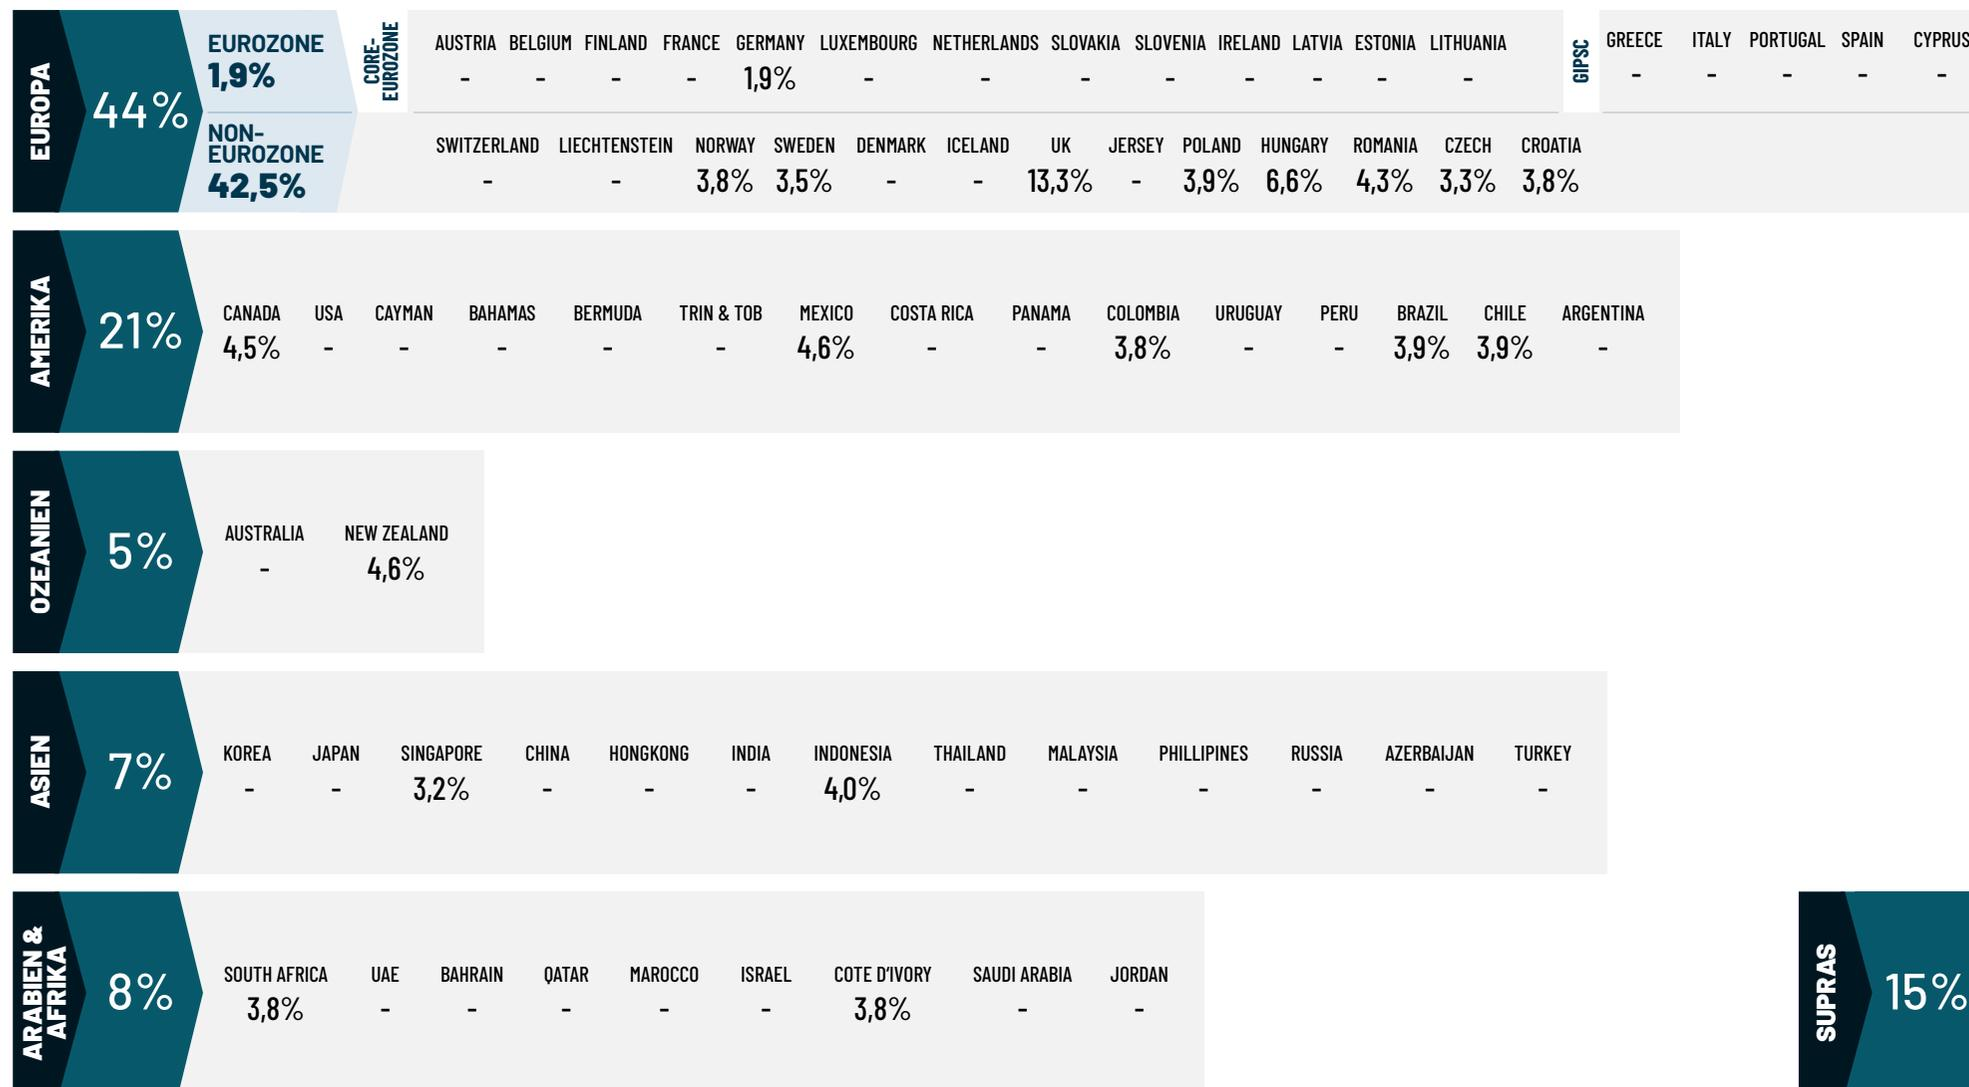 EUROPA
44%
EUROZONE
1,9%
CORE-
EUROZONE
AUSTRIA BELGIUM FINLAND FRANCE GERMANY LUXEMBOURG NETHERLANDS SLOVAKIA SLOVENIA IRELAND LATVIA ESTONIA LITHUANIA
- - - - 1,9% - - - - - - - -
GIPSC
GREECE ITALY PORTUGAL SPAIN CYPRUS
- - - - -
NON-
EUROZONE
42,5%
SWITZERLAND LIECHTENSTEIN NORWAY SWEDEN DENMARK ICELAND UK JERSEY POLAND HUNGARY ROMANIA CZECH CROATIA
- - 3,8% 3,5% - - 13,3% - 3,9% 6,6% 4,3% 3,3% 3,8%
AMERIKA
21%
CANADA USA CAYMAN BAHAMAS BERMUDA TRIN & TOB MEXICO COSTA RICA PANAMA COLOMBIA URUGUAY PERU BRAZIL CHILE ARGENTINA
4,5% - - - - - 4,6% - - 3,8% - - 3,9% 3,9% -
OZEANIEN
5%
AUSTRALIA NEW ZEALAND
- 4,6%
ASIEN
7%
KOREA JAPAN SINGAPORE CHINA HONGKONG INDIA INDONESIA THAILAND MALAYSIA PHILLIPINES RUSSIA AZERBAIJAN TURKEY
- - 3,2% - - - 4,0% - - - - - -
ARABIEN &
AFRIKA
8%
SOUTH AFRICA UAE BAHRAIN QATAR MAROCCO ISRAEL COTE D'IVORY SAUDI ARABIA JORDAN
3,8% - - - - - 3,8% - -
SUPRAS
15%